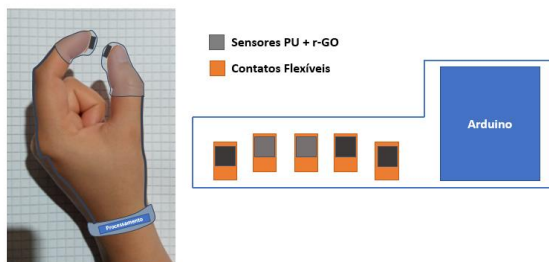 Sensores PU + r-GO
Contatos Flexíveis
Arduino
Processamento